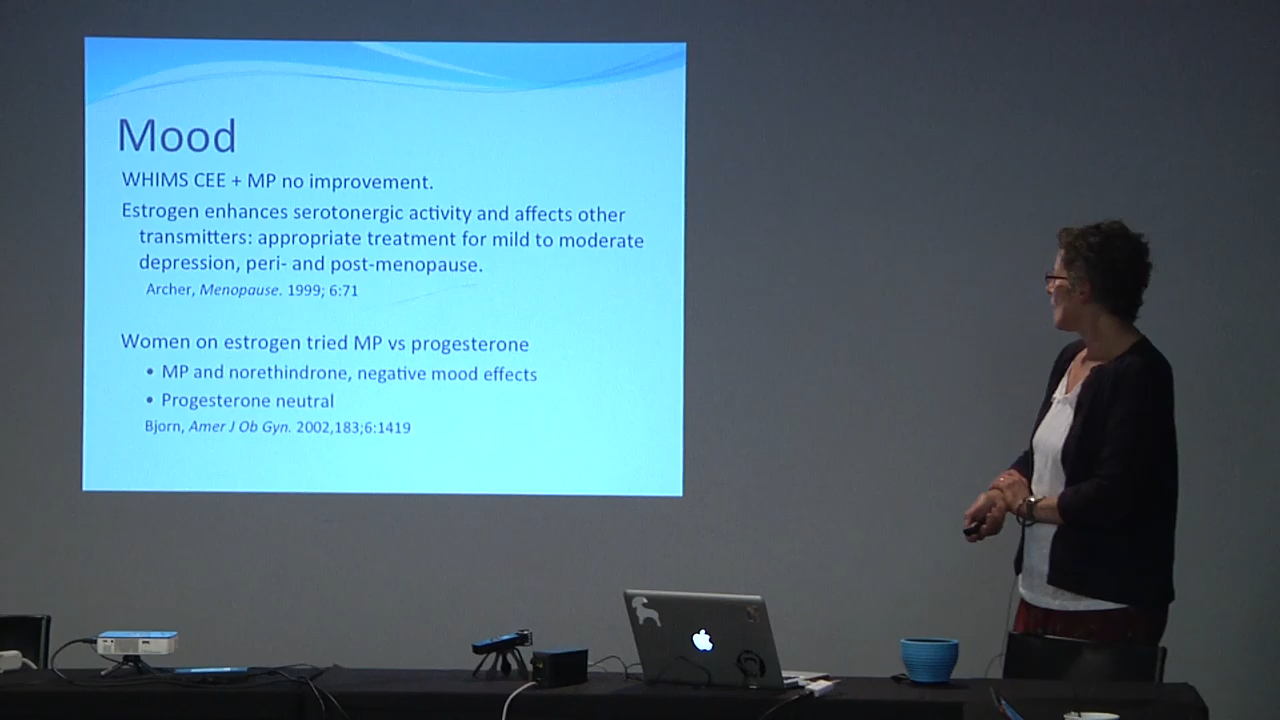 Mood
WHIMS CEE + MP no improvement.
Estrogen enhances serotonergic activity and affects other
transmitters: appropriate treatment for mild to moderate
depression, peri- and post-menopause.
Archer, Menopause. 1999; 6:71
Women on estrogen tried MP vs progesterone
• MP and norethindrone, negative mood effects
• Progesterone neutral
Bjorn, Amer J Ob Gyn. 2002,183;6:1419